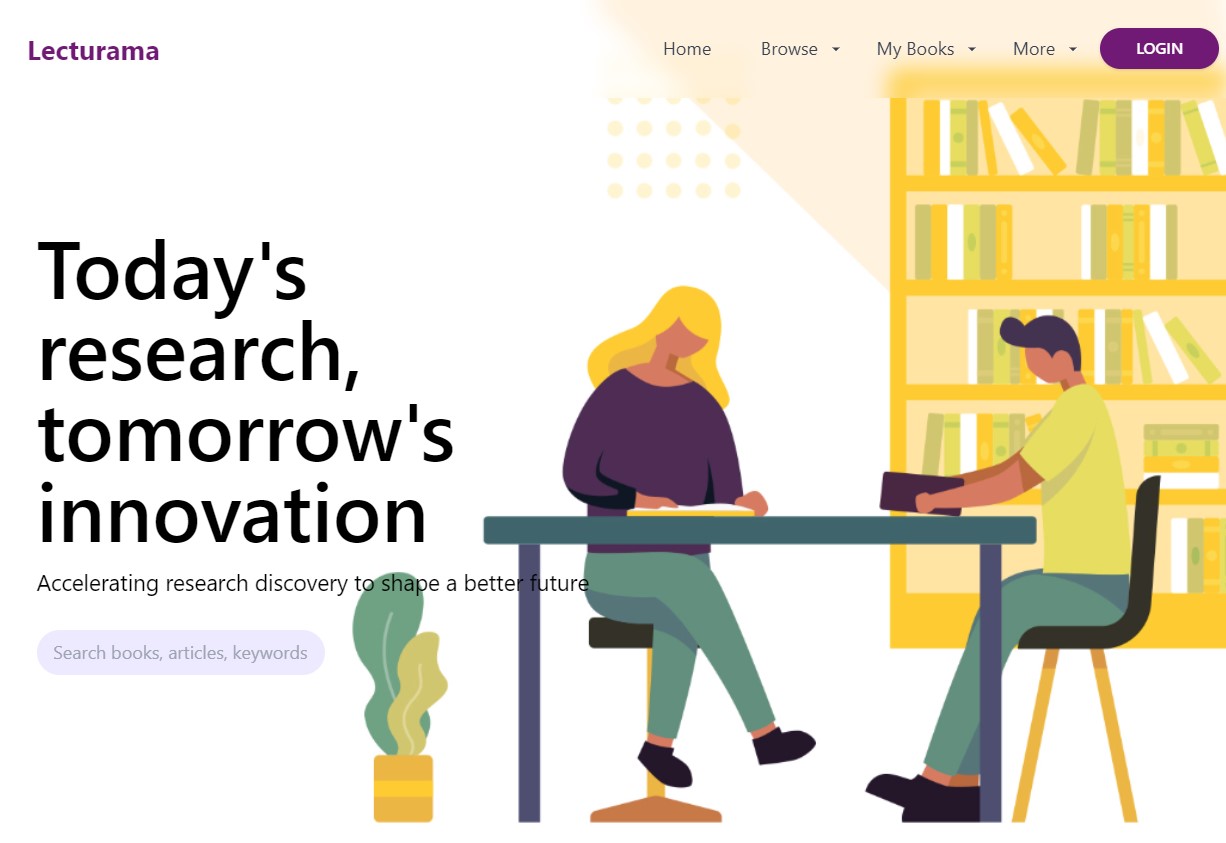 Lecturama
Home Browse My Books More LOGIN
Today's
research,
tomorrow's
innovation
Accelerating research discovery to shape a better future
Search books, articles, keywords